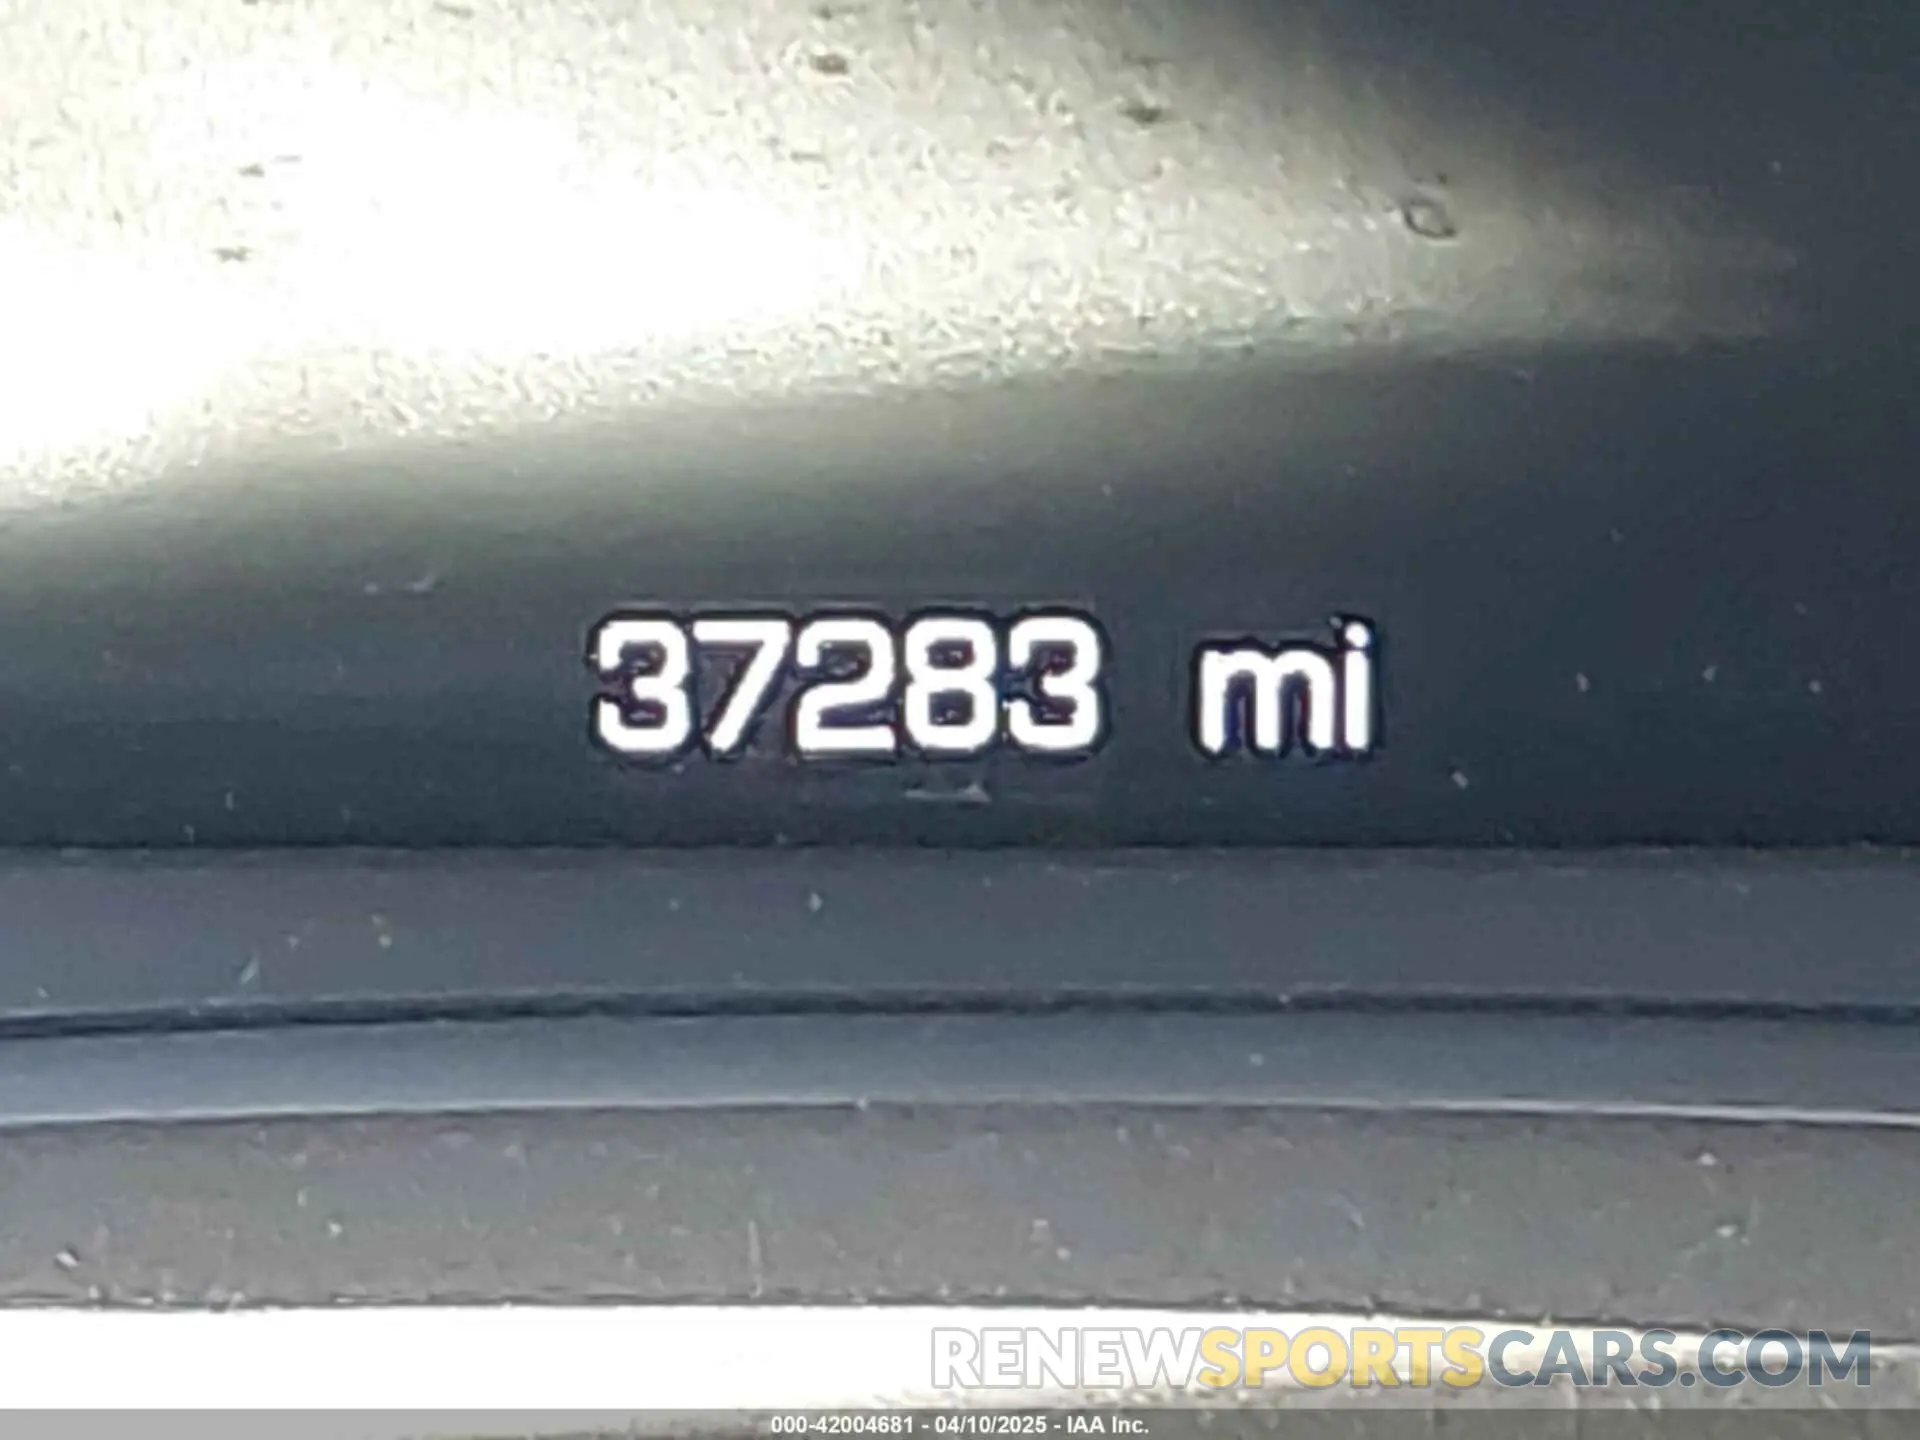 37283 mi
RENEWSPORTSCARS.COM
000-42004681 - 04/10/2025 - IAA Inc.